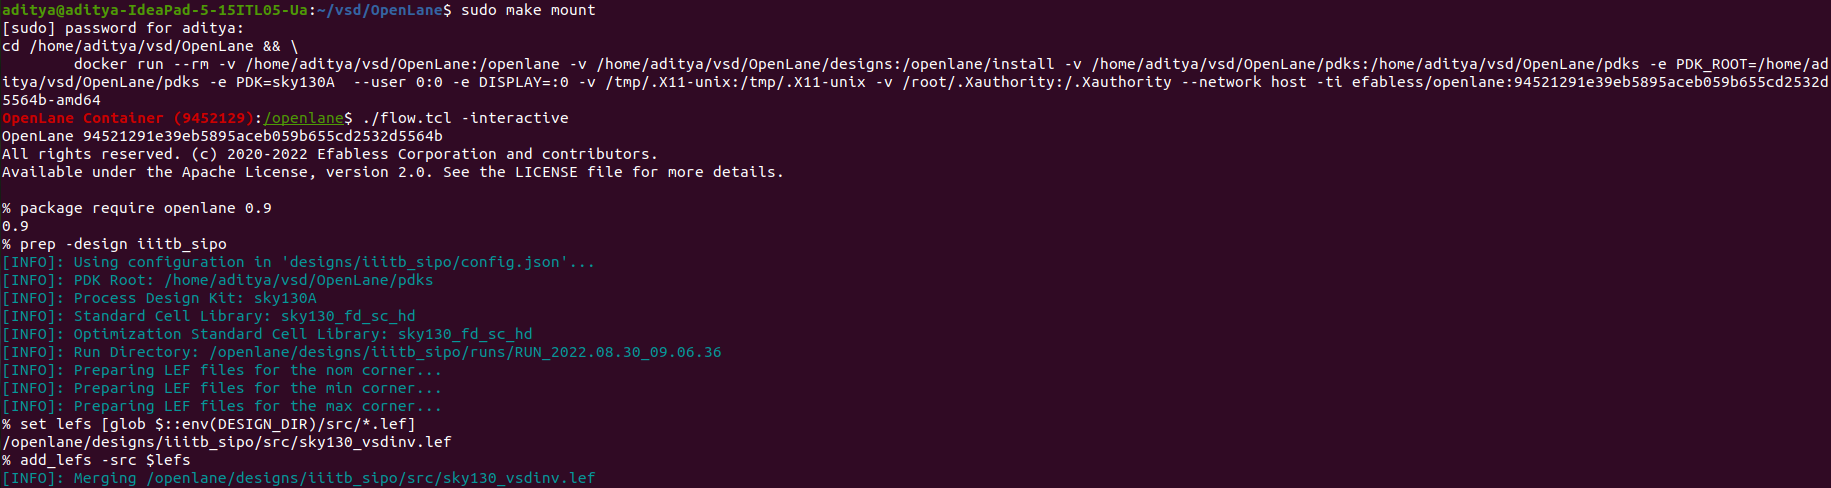 aditya@aditya-IdeaPad-5-15ITL05-Ua:~/vsd/OpenLane$ sudo make mount
[sudo] password for aditya:
cd /home/aditya/vsd/OpenLane && \
        docker run --rm -v /home/aditya/vsd/OpenLane:/openlane -v /home/aditya/vsd/OpenLane/designs:/openlane/install -v /home/aditya/vsd/OpenLane/pdks:/home/aditya/vsd/OpenLane/pdks -e PDK_ROOT=/home/ad
itya/vsd/OpenLane/pdks -e PDK=sky130A  --user 0:0 -e DISPLAY=:0 -v /tmp/.X11-unix:/tmp/.X11-unix -v /root/.Xauthority:/.Xauthority --network host -ti efabless/openlane:94521291e39eb5895aceb059b655cd2532d
5564b-amd64
OpenLane Container (9452129):/openlane$ ./flow.tcl -interactive
OpenLane 94521291e39eb5895aceb059b655cd2532d5564b
All rights reserved. (c) 2020-2022 Efabless Corporation and contributors.
Available under the Apache License, version 2.0. See the LICENSE file for more details.
% package require openlane 0.9
0.9
% prep -design iiitb_sipo
[INFO]: Using configuration in 'designs/iiitb_sipo/config.json'...
[INFO]: PDK Root: /home/aditya/vsd/OpenLane/pdks
[INFO]: Process Design Kit: sky130A
[INFO]: Standard Cell Library: sky130_fd_sc_hd
[INFO]: Optimization Standard Cell Library: sky130_fd_sc_hd
[INFO]: Run Directory: /openlane/designs/iiitb_sipo/runs/RUN_2022.08.30_09.06.36
[INFO]: Preparing LEF files for the nom corner...
[INFO]: Preparing LEF files for the min corner...
[INFO]: Preparing LEF files for the max corner...
% set lefs [glob $::env(DESIGN_DIR)/src/*.lef]
/openlane/designs/iiitb_sipo/src/sky130_vsdinv.lef
% add_lefs -src $lefs
[INFO]: Merging /openlane/designs/iiitb_sipo/src/sky130_vsdinv.lef